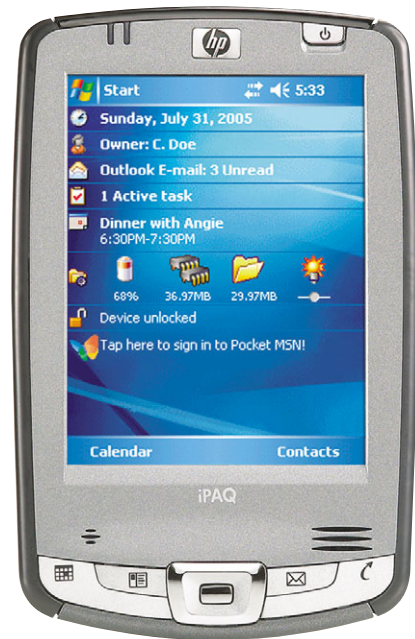 hp
Start 5:33
Sunday, July 31, 2005
Owner: C. Doe
Outlook E-mail: 3 Unread
1 Active task
Dinner with Angie
6:30PM-7:30PM
68% 36.97MB 29.97MB
Device unlocked
Tap here to sign in to Pocket MSN!
Calendar Contacts
iPAQ